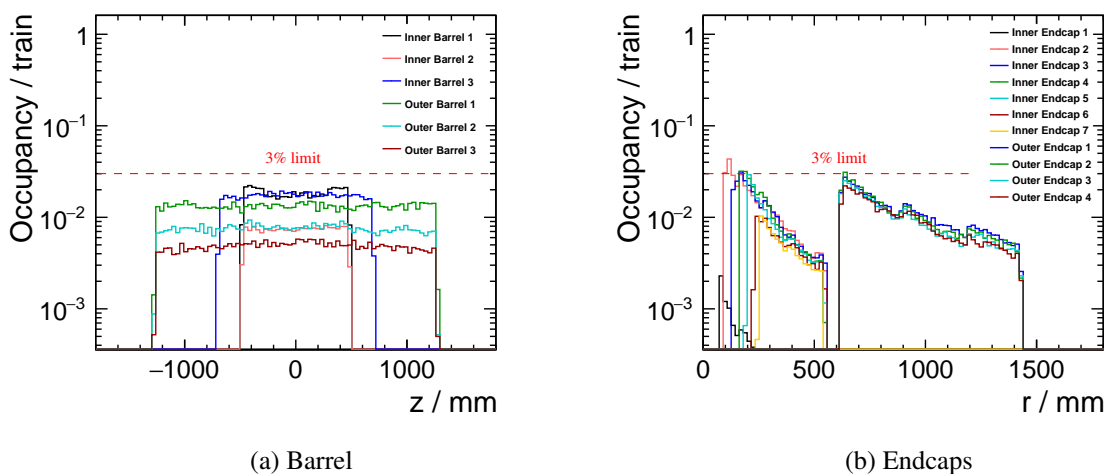 Occupancy / train
1
10⁻¹
10⁻²
10⁻³
Inner Barrel 1
Inner Barrel 2
Inner Barrel 3
Outer Barrel 1
Outer Barrel 2
Outer Barrel 3
3% limit
−1000 0 1000
z / mm
(a) Barrel
Occupancy / train
1
10⁻¹
10⁻²
10⁻³
Inner Endcap 1
Inner Endcap 2
Inner Endcap 3
Inner Endcap 4
Inner Endcap 5
Inner Endcap 6
Inner Endcap 7
Outer Endcap 1
Outer Endcap 2
Outer Endcap 3
Outer Endcap 4
3% limit
0 500 1000 1500
r / mm
(b) Endcaps